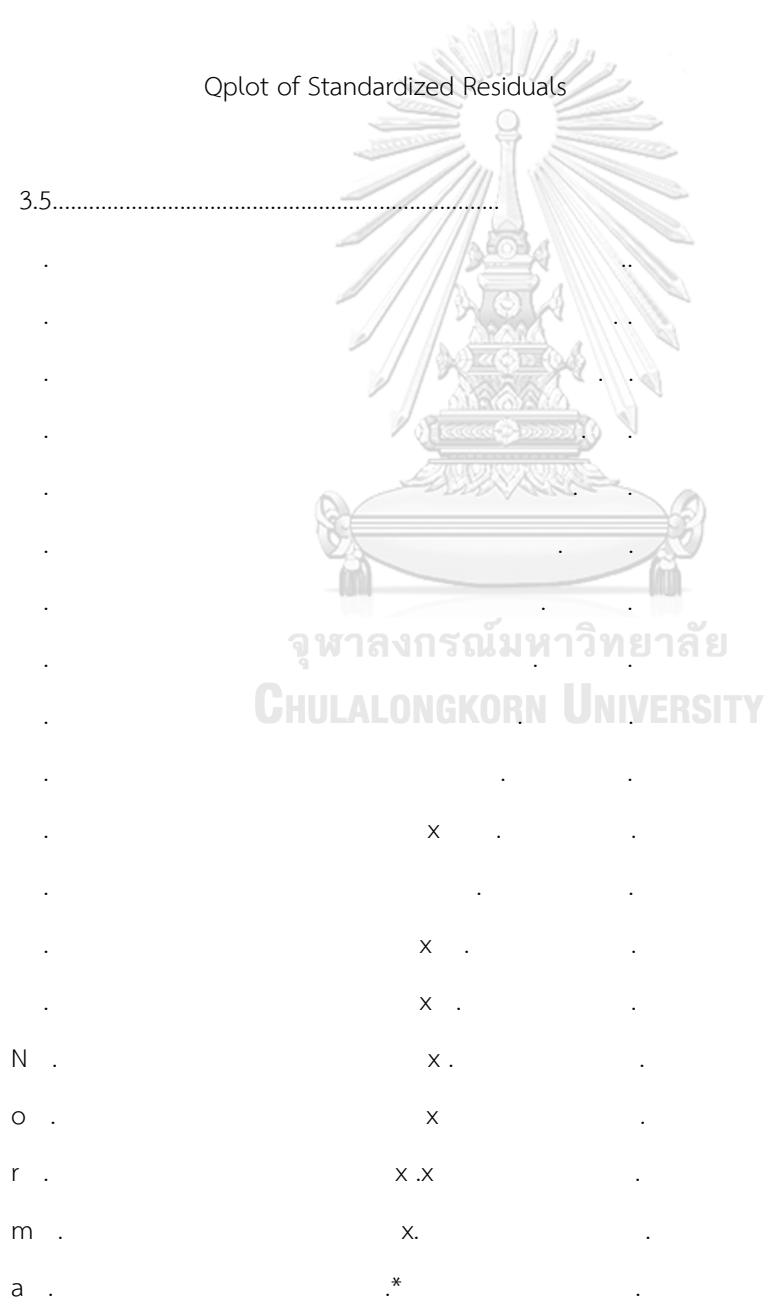 Qplot of Standardized Residuals
3.5..........................................................................
. ..
. . .
. . .
. . .
. . .
. . .
. . .
จุฬาลงกรณ์มหาวิทยาลัย
. . .
CHULALONGKORN UNIVERSITY
. . .
. . .
. x . .
. . .
. x . .
. x . .
N . x . .
o . x .
r . x .x .
m . x. .
a . .* .